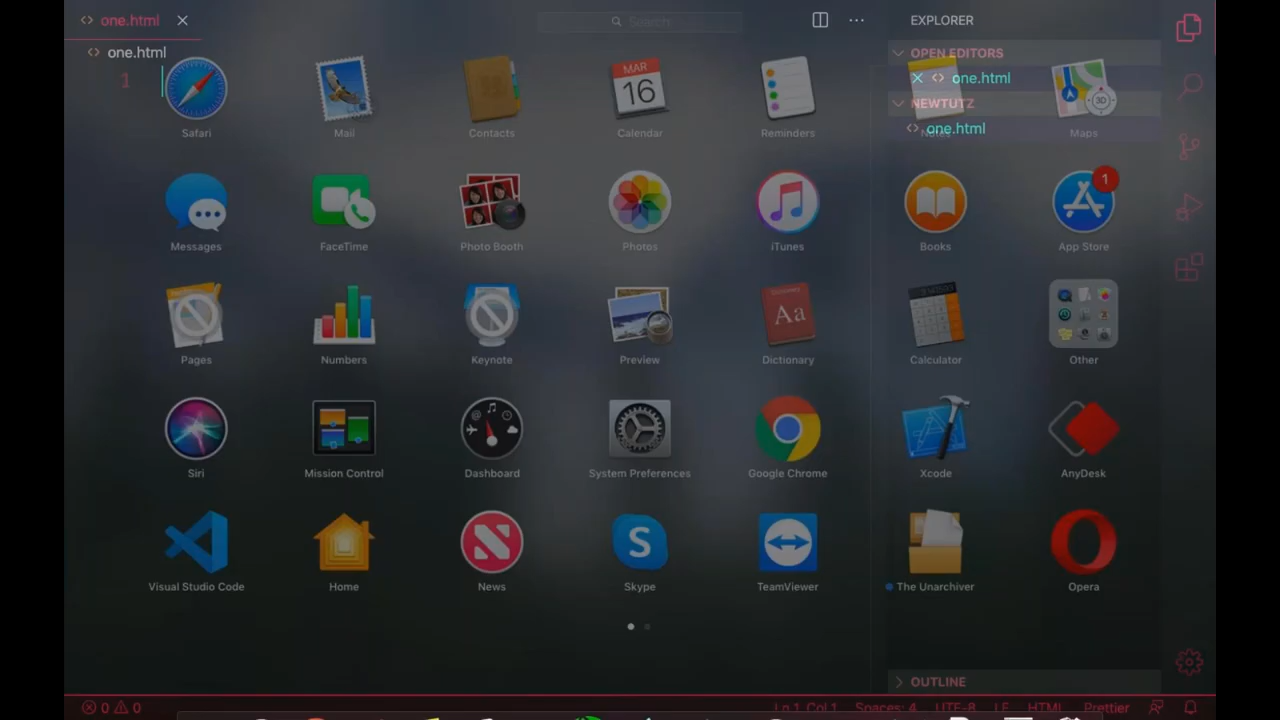 one.html
Search
EXPLORER
one.html
OPEN EDITORS
1
one.html
NEWTUTZ
one.html
MAR
16
3D
Safari
Mail
Contacts
Calendar
Reminders
Notes
Maps
1
Messages
FaceTime
Photo Booth
Photos
iTunes
Books
App Store
Aa
Pages
Numbers
Keynote
Preview
Dictionary
Calculator
Other
Siri
Mission Control
Dashboard
System Preferences
Google Chrome
Xcode
AnyDesk
Visual Studio Code
Home
News
Skype
TeamViewer
The Unarchiver
Opera
OUTLINE
0 0
Ln 1, Col 1
Spaces: 4
UTF-8
LF
HTML
Prettier